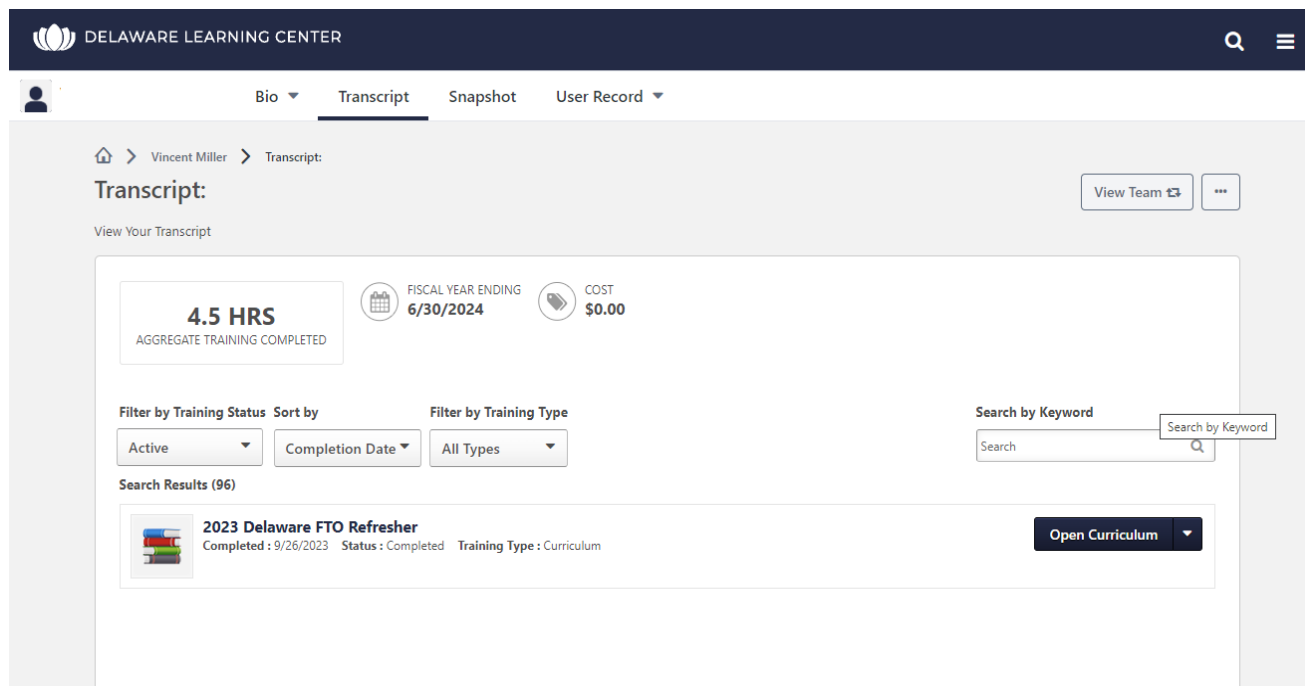 DELAWARE LEARNING CENTER
Bio Transcript Snapshot User Record
Vincent Miller Transcript:
Transcript:
View Team
View Your Transcript
4.5 HRS
AGGREGATE TRAINING COMPLETED
FISCAL YEAR ENDING
6/30/2024
COST
$0.00
Filter by Training Status Sort by Filter by Training Type Search by Keyword
Search by Keyword
Active Completion Date All Types Search
Search Results (96)
2023 Delaware FTO Refresher
Completed : 9/26/2023 Status : Completed Training Type : Curriculum
Open Curriculum